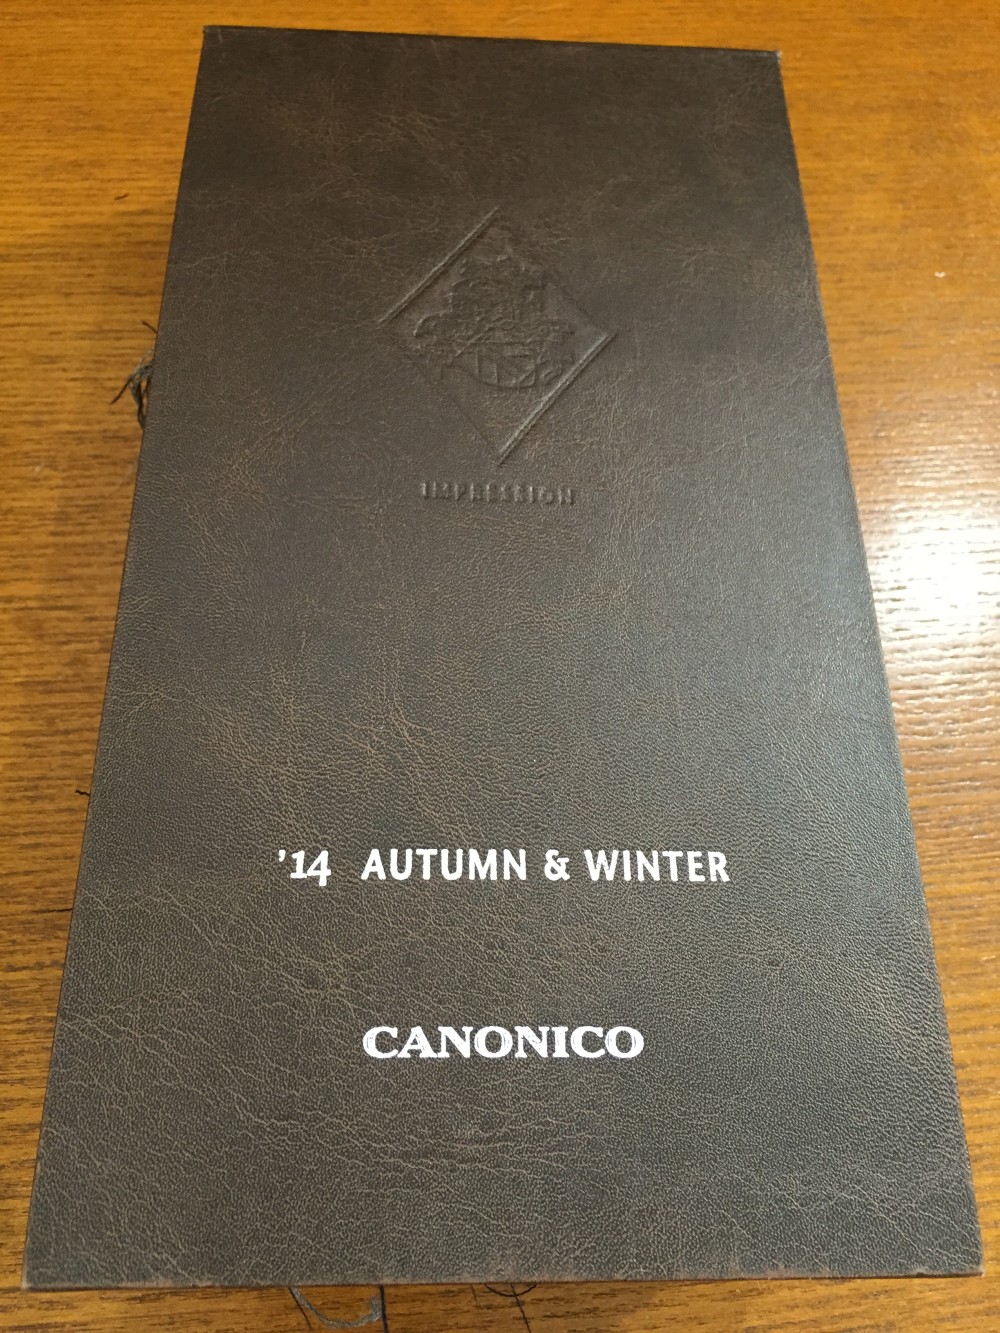 IMPRESSION
’14 AUTUMN & WINTER
CANONICO